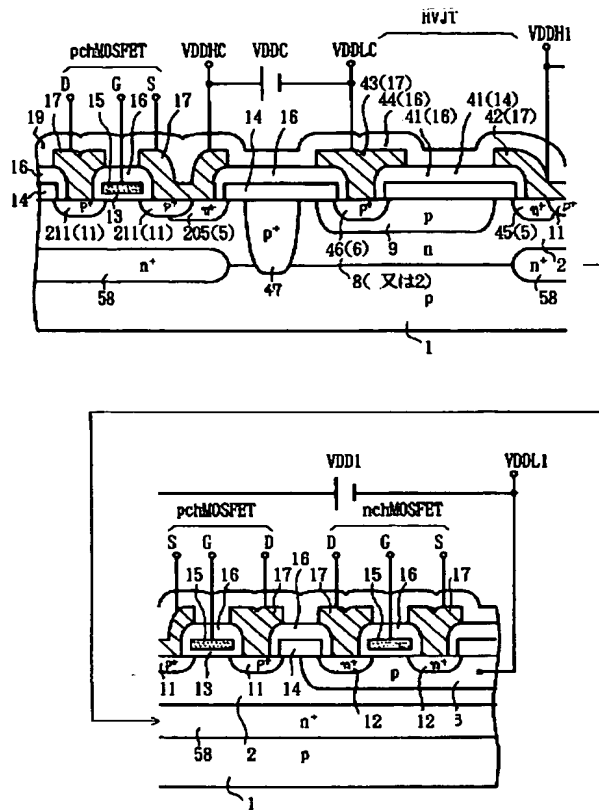 HVJT
pchMOSFET VDDHC VDDC VDDLC VDDH1
D G S 43(17)
15 16 17 44(16) 41(14)
17 14 16 41(16) 42(17)
19
16
14
13 p+ p+ n+ p+ p n+ p+
211(11) 211(11) 205(5) p+ 46(6) 9 n 45(5) 11
n+ n+ 2
58 47 8(又は2) 58
p
1
VDD1 VDDL1
pchMOSFET nchMOSFET
S G D D G S
15 16 17 17 15 16 17
16
p+ p+ n+ p n+
11 13 11 14 12 12
n+
58 2 p
1